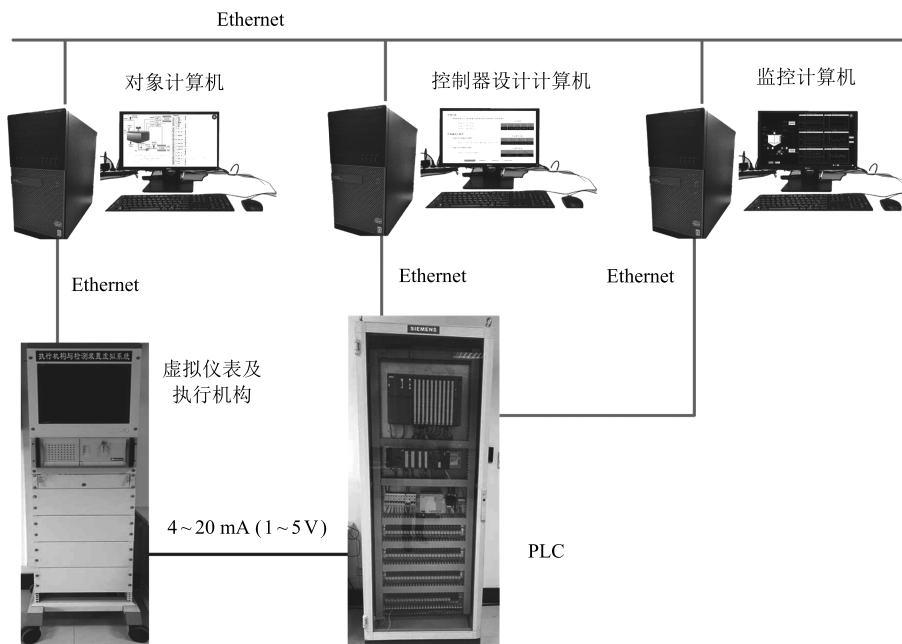 Ethernet
对象计算机
控制器设计计算机
监控计算机
Ethernet
Ethernet
Ethernet
SIEMENS
执行机构与检测装置虚拟系统
虚拟仪表及
执行机构
4~20 mA (1~5 V)
PLC